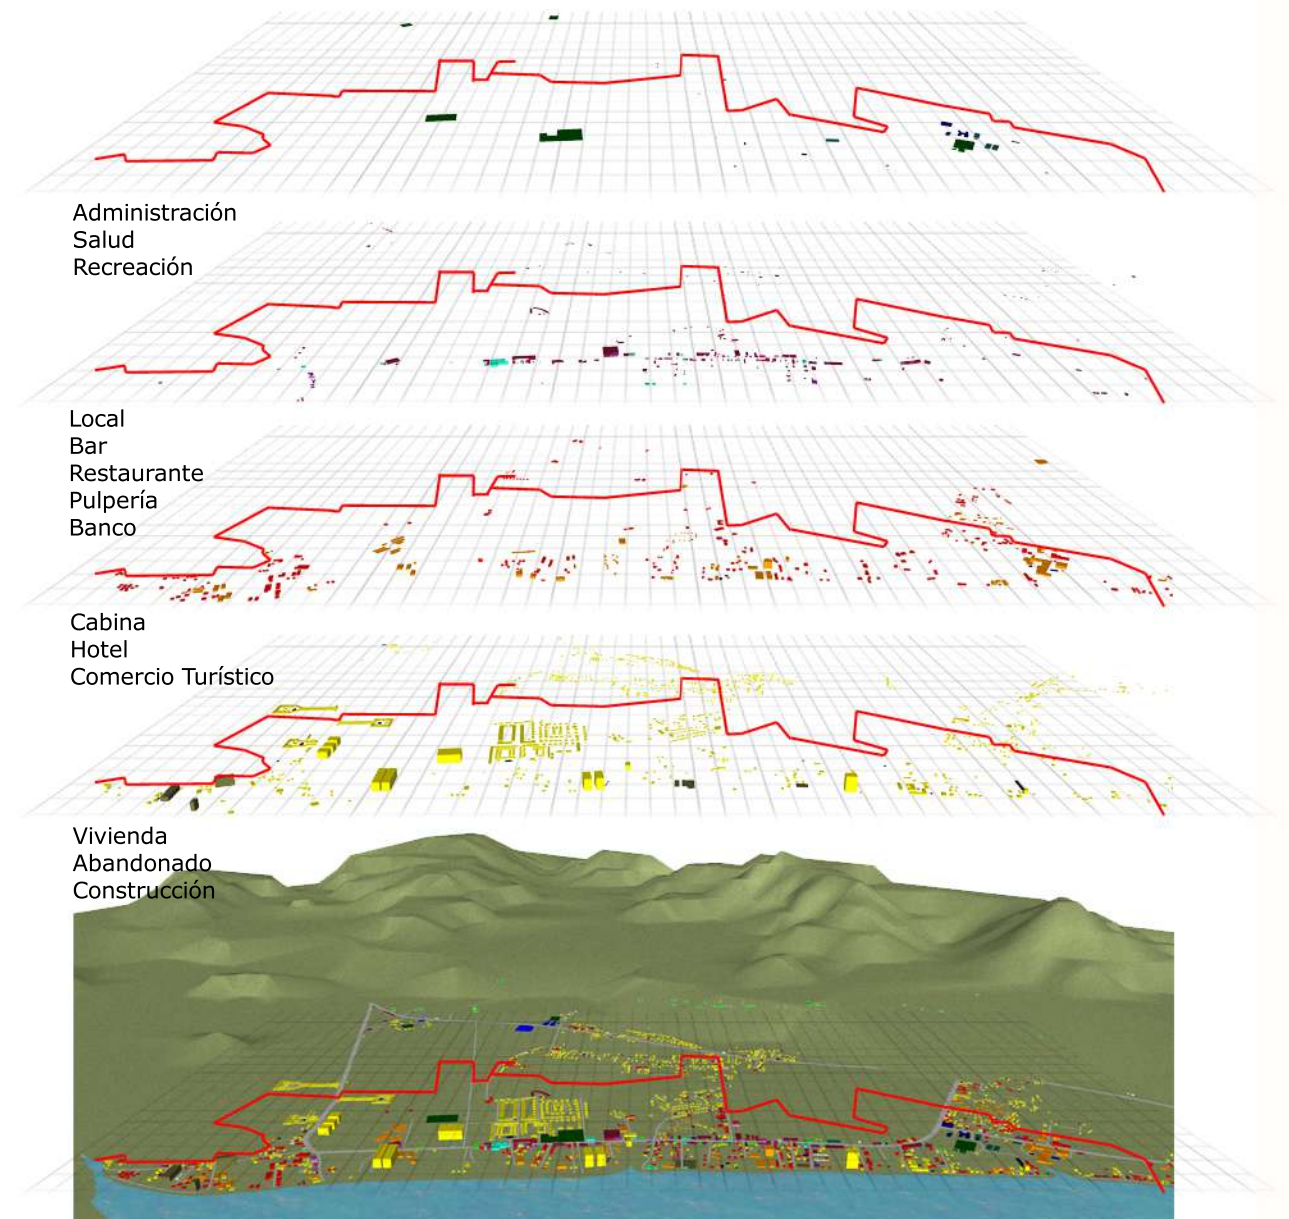 Administración
Salud
Recreación
Local
Bar
Restaurante
Pulpería
Banco
Cabina
Hotel
Comercio Turístico
Vivienda
Abandonado
Construcción